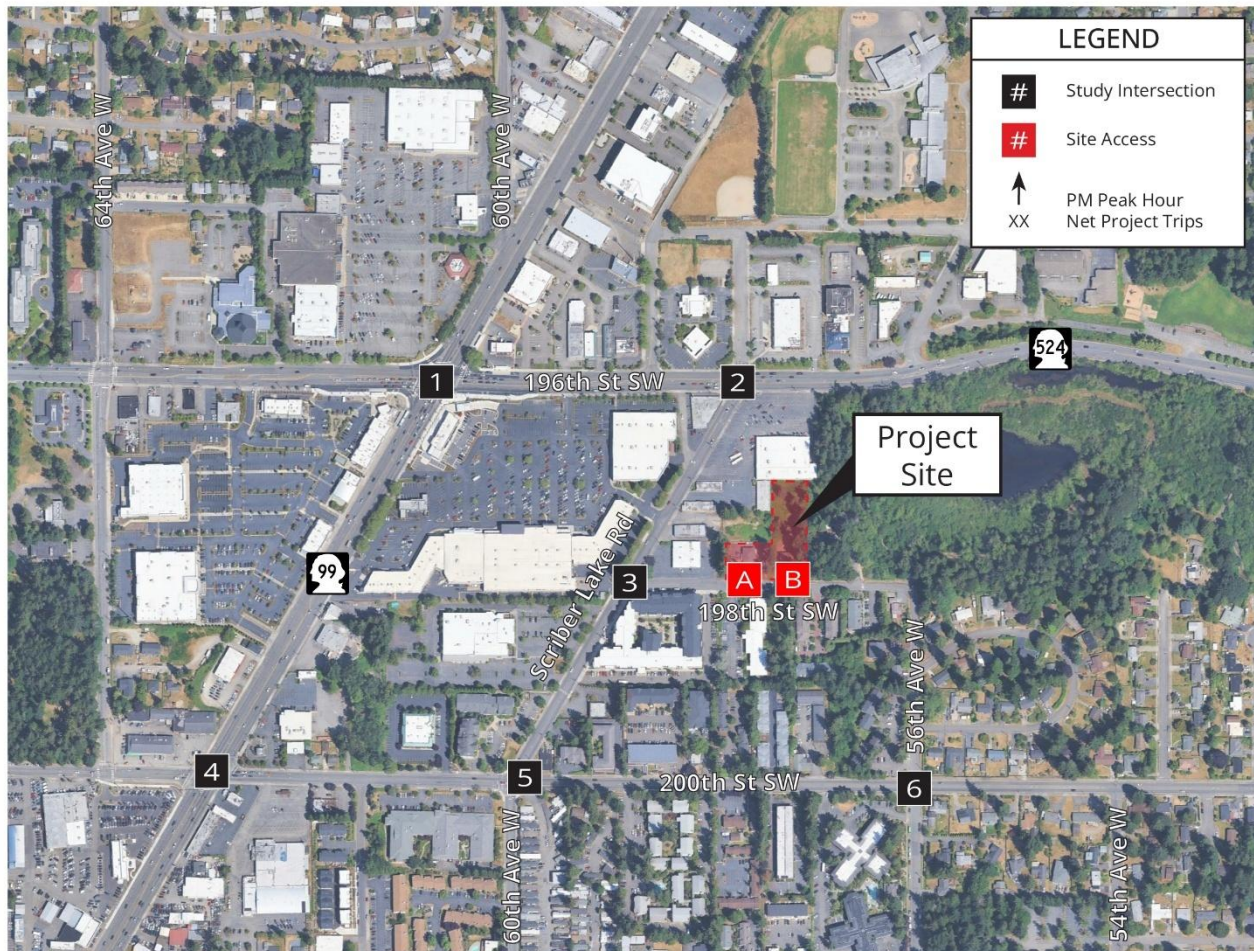 LEGEND
# Study Intersection
# Site Access
XX
PM Peak Hour
Net Project Trips
64th Ave W
60th Ave W
524
1
196th St SW
2
Project
Site
99
Scriber Lake Rd
3
A
B
198th St SW
56th Ave W
4
5
200th St SW
6
60th Ave W
54th Ave W